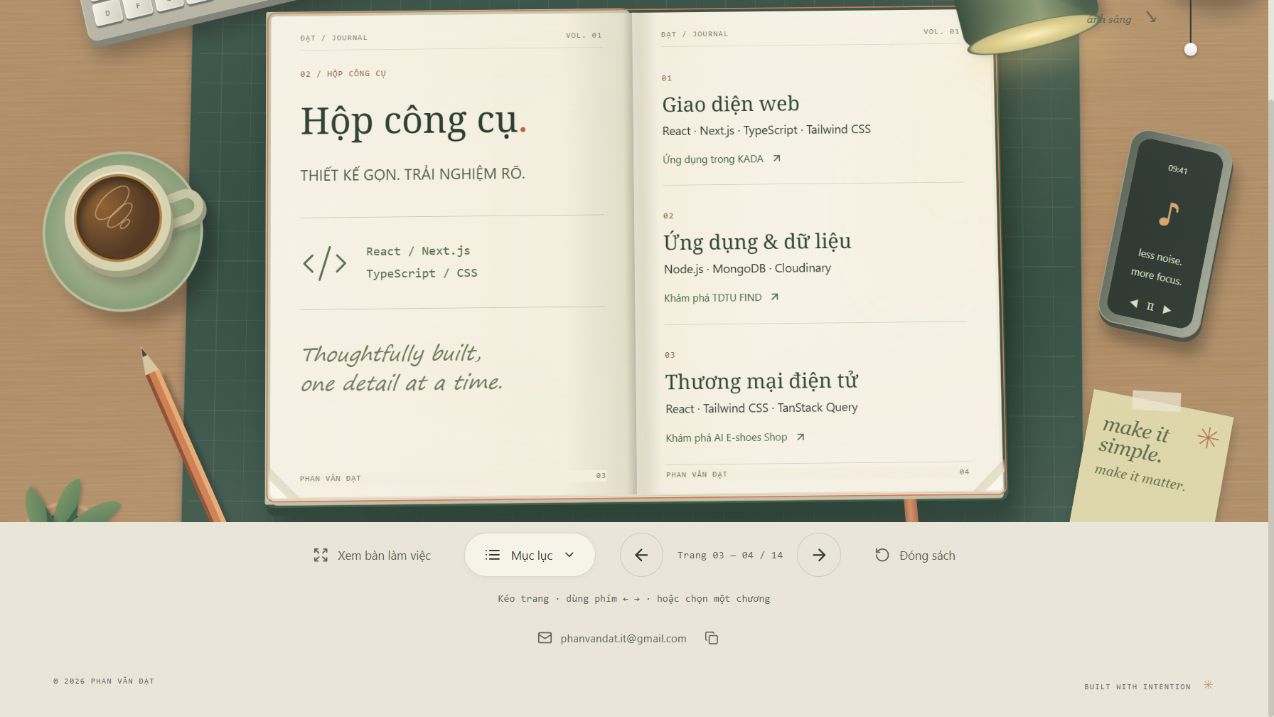 D
F
ánh sáng
ĐẠT / JOURNAL
VOL. 01
02 / HỘP CÔNG CỤ
Hộp công cụ.
THIẾT KẾ GỌN. TRẢI NGHIỆM RÕ.
</>
React / Next.js
TypeScript / CSS
Thoughtfully built,
one detail at a time.
PHAN VĂN ĐẠT
03
ĐẠT / JOURNAL
VOL. 01
01
Giao diện web
React · Next.js · TypeScript · Tailwind CSS
Ứng dụng trong KADA ↗
02
Ứng dụng & dữ liệu
Node.js · MongoDB · Cloudinary
Khám phá TDTU FIND ↗
03
Thương mại điện tử
React · Tailwind CSS · TanStack Query
Khám phá AI E-shoes Shop ↗
PHAN VĂN ĐẠT
04
09:41
less noise.
more focus.
make it
simple.
make it matter.
Xem bàn làm việc
Mục lục
Trang 03 — 04 / 14
Đóng sách
Kéo trang · dùng phím ← → · hoặc chọn một chương
phanvandat.it@gmail.com
© 2026 PHAN VĂN ĐẠT
BUILT WITH INTENTION